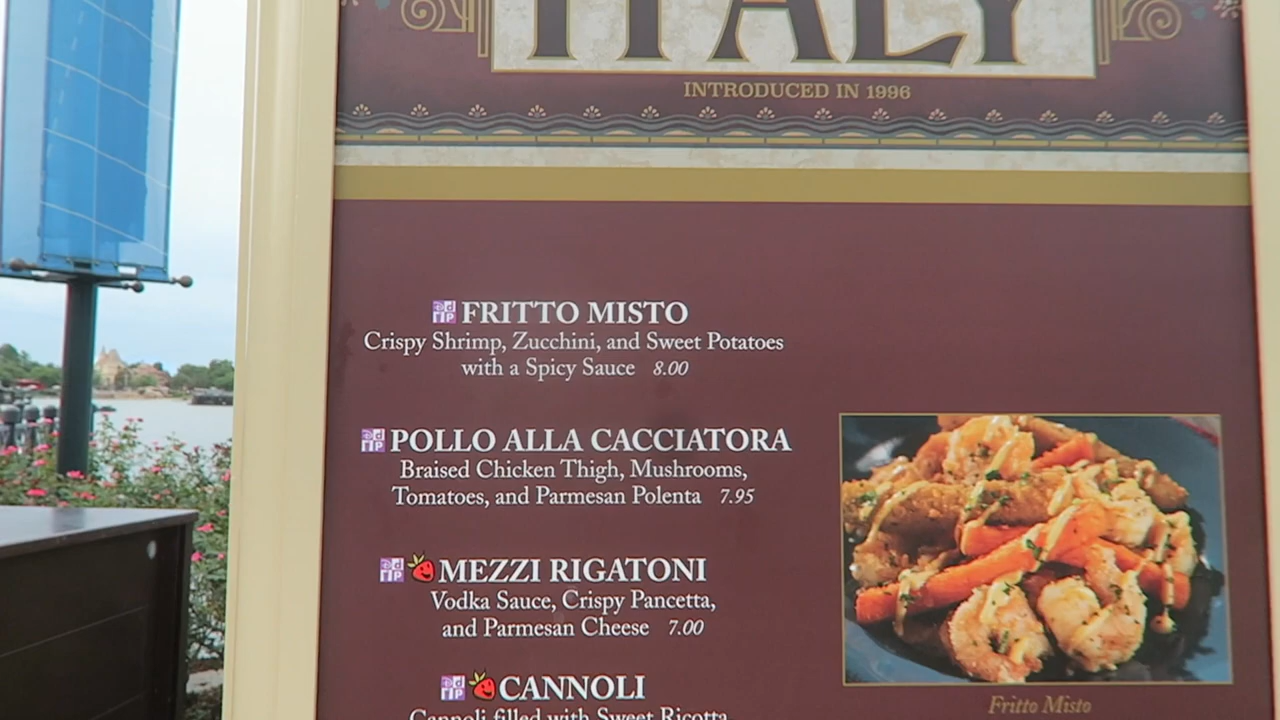 ITALY
INTRODUCED IN 1996
FRITTO MISTO
Crispy Shrimp, Zucchini, and Sweet Potatoes
with a Spicy Sauce 8.00
POLLO ALLA CACCIATORA
Braised Chicken Thigh, Mushrooms,
Tomatoes, and Parmesan Polenta 7.95
MEZZI RIGATONI
Vodka Sauce, Crispy Pancetta,
and Parmesan Cheese 7.00
CANNOLI
Cannoli filled with Sweet Ricotta
Fritto Misto